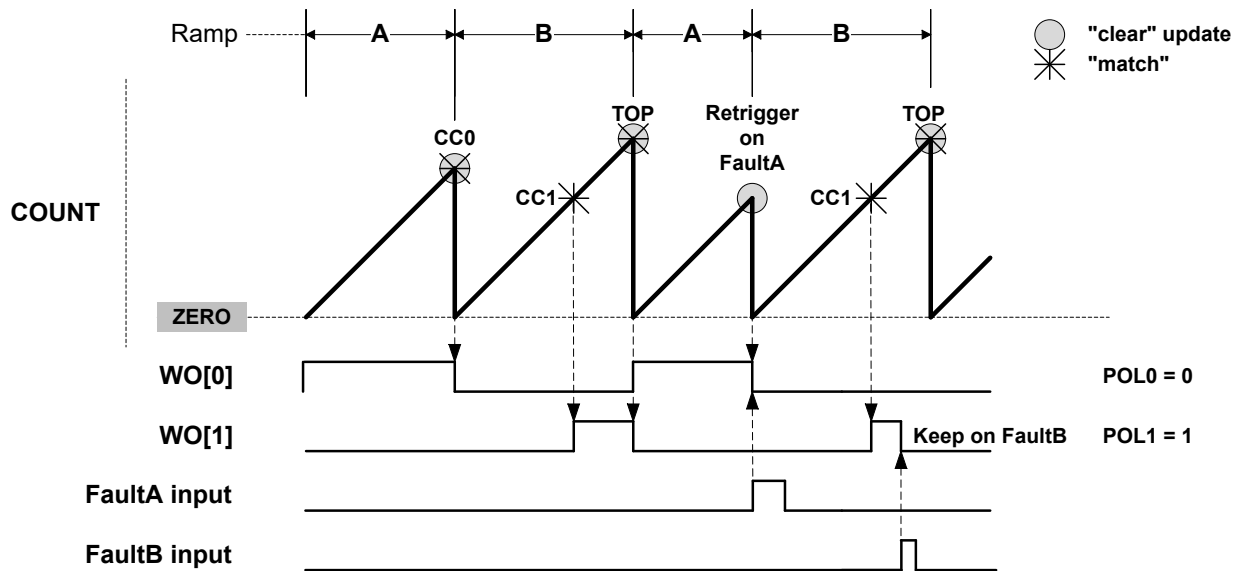 Ramp
A
B
A
B
"clear" update
"match"
COUNT
CC0
TOP
Retrigger
on
FaultA
TOP
CC1
CC1
ZERO
WO[0]
POL0 = 0
WO[1]
Keep on FaultB
POL1 = 1
FaultA input
FaultB input